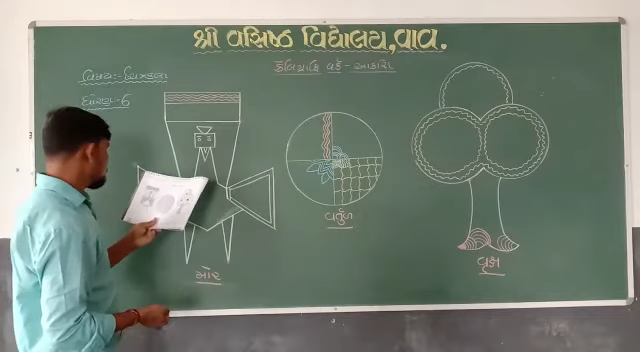 શ્રી વસિષ્ઠ વિદ્યાલય,વાવ.
કેલિગ્રાફિ વર્ક - આકારો
વિષય:- ચિત્રકલા
ધોરણ-6
મોર
વર્તુળ
વૃક્ષ